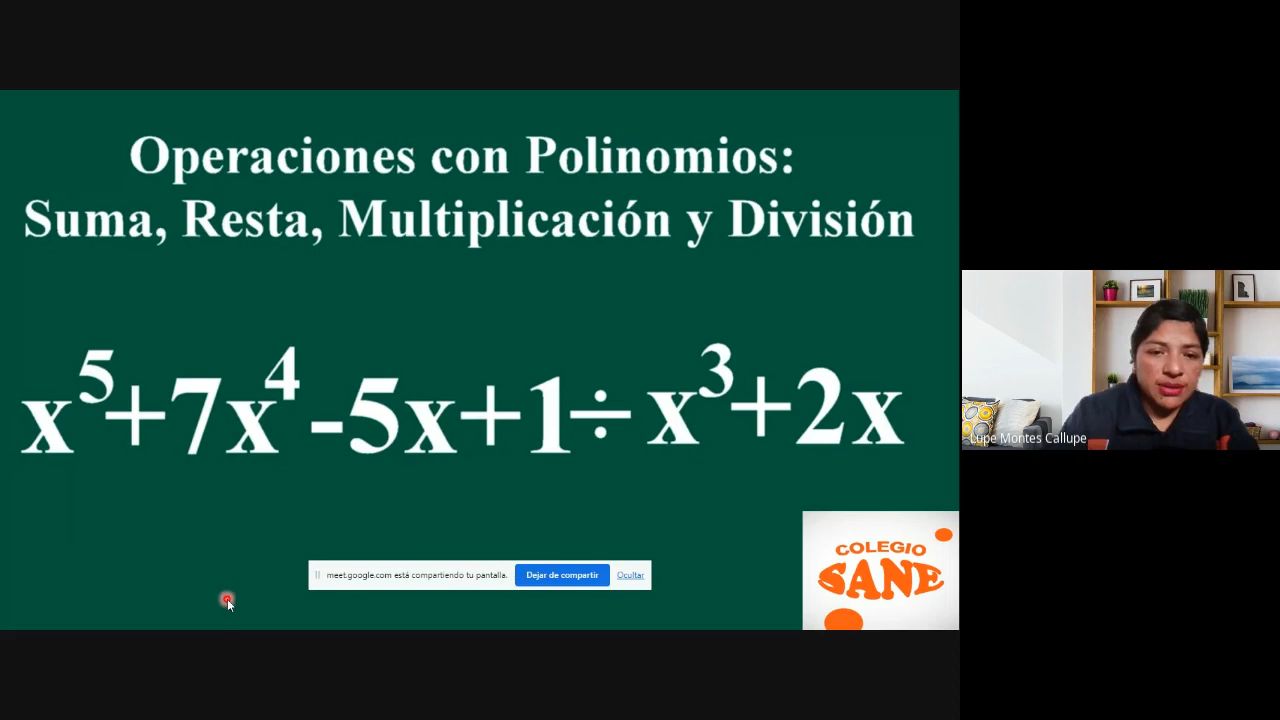 Operaciones con Polinomios:
Suma, Resta, Multiplicación y División
x⁵+7x⁴-5x+1÷x³+2x
meet.google.com está compartiendo tu pantalla.
Dejar de compartir
Ocultar
COLEGIO
SANE
Lupe Montes Callupe